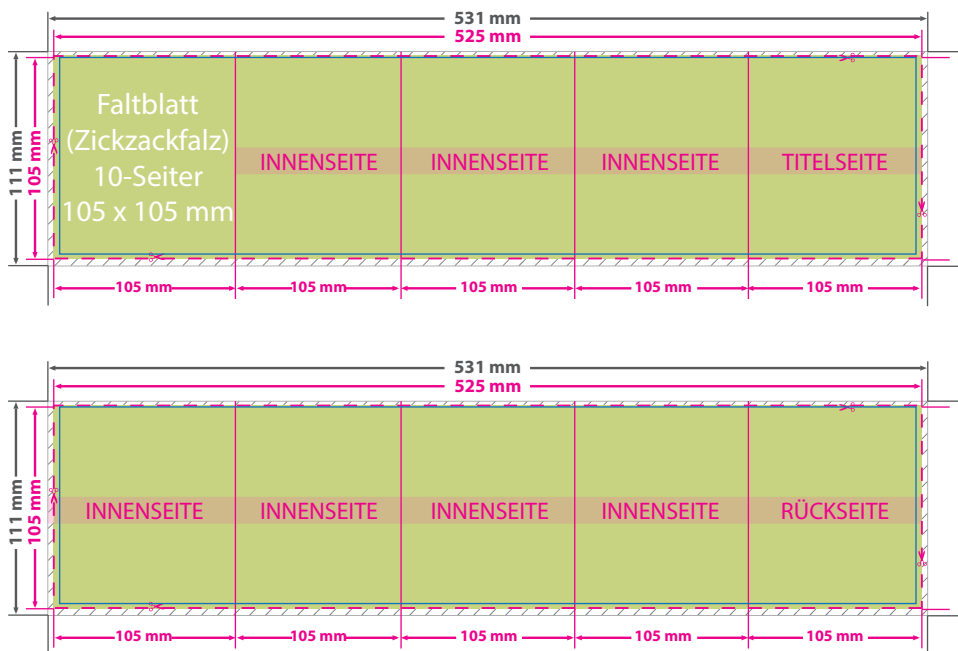 531 mm
525 mm
111 mm
105 mm
Faltblatt
(Zickzackfalz)
10-Seiter
105 x 105 mm
INNENSEITE INNENSEITE INNENSEITE TITELSEITE
105 mm 105 mm 105 mm 105 mm 105 mm
531 mm
525 mm
111 mm
105 mm
INNENSEITE INNENSEITE INNENSEITE INNENSEITE RÜCKSEITE
105 mm 105 mm 105 mm 105 mm 105 mm